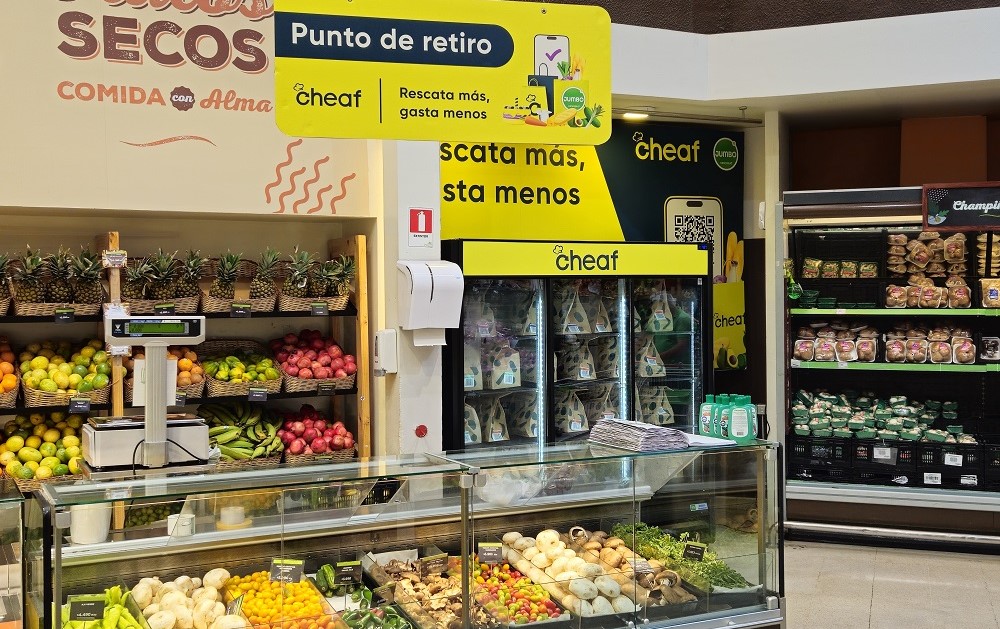 SECOS
COMIDA con Alma
Punto de retiro
cheaf
Rescata más,
gasta menos
JUMBO
scata más,
sta menos
cheaf
JUMBO
cheaf
EXTINTOR
cheaf
Champi